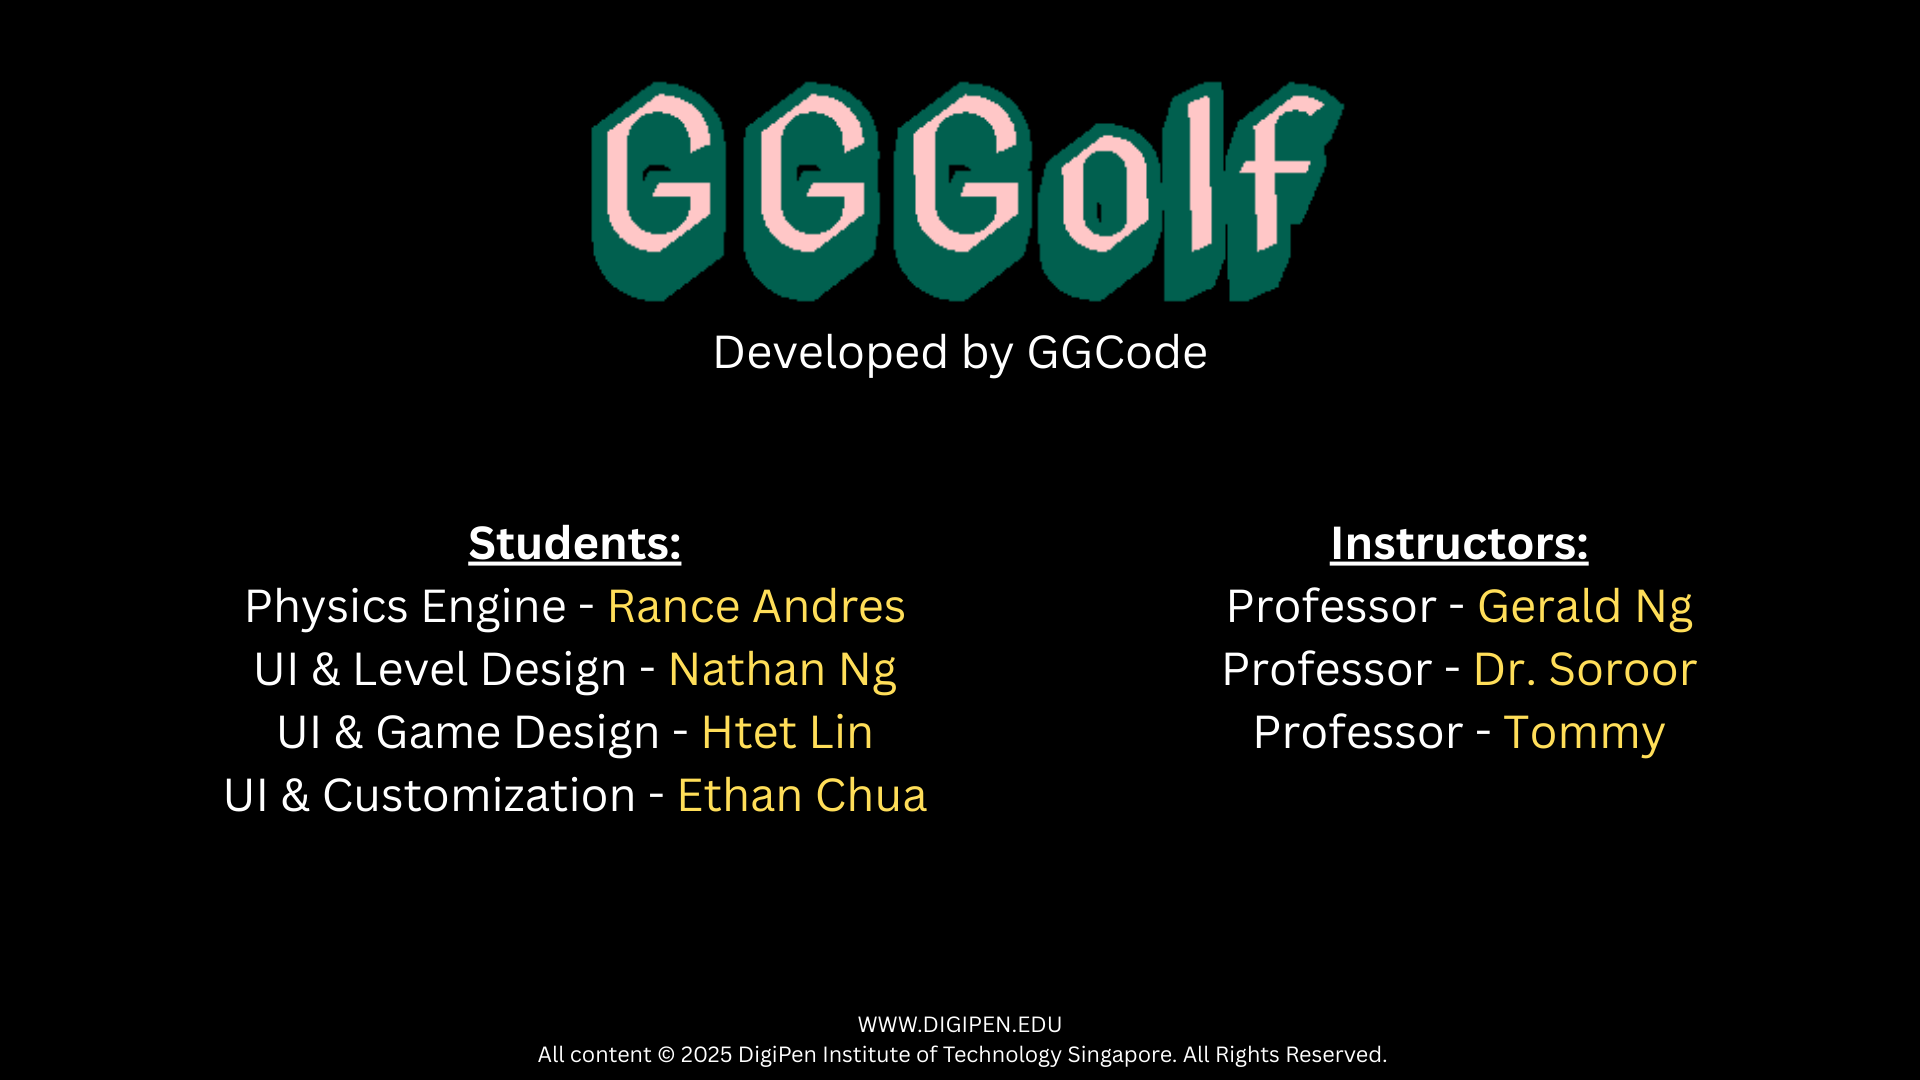 GGGolf
Developed by GGCode
Students:
Physics Engine - Rance Andres
UI & Level Design - Nathan Ng
UI & Game Design - Htet Lin
UI & Customization - Ethan Chua
Instructors:
Professor - Gerald Ng
Professor - Dr. Soroor
Professor - Tommy
WWW.DIGIPEN.EDU
All content © 2025 DigiPen Institute of Technology Singapore. All Rights Reserved.